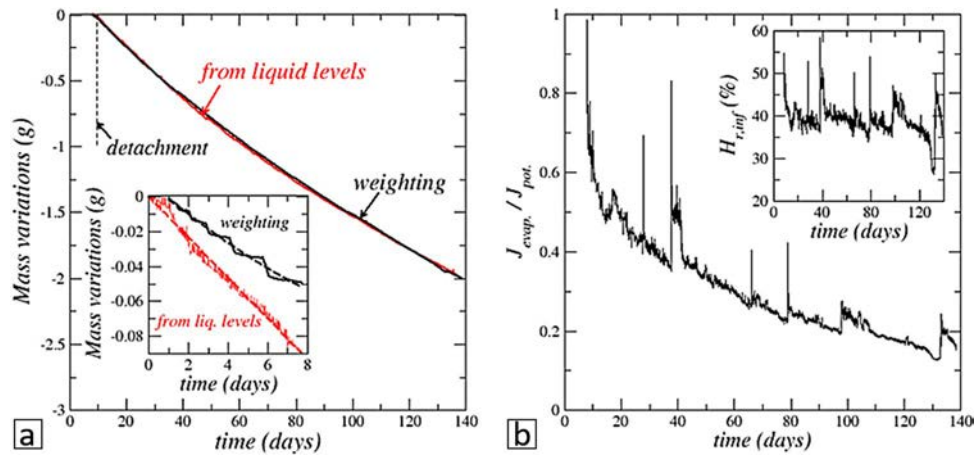 0
-0.5
-1
-1.5
-2
-2.5
-3
Mass variations (g)
from liquid levels
detachment
weighting
0
-0.02
-0.04
-0.06
-0.08
Mass variations (g)
weighting
from liq. levels
0 2 4 6 8
time (days)
0 20 40 60 80 100 120 140
time (days)
a
1
0.8
0.6
0.4
0.2
0
J evap. / J pot.
60
50
40
30
20
H r,inf (%)
0 40 80 120
time (days)
0 20 40 60 80 100 120 140
time (days)
b